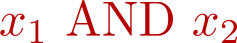 x₁ AND x₂